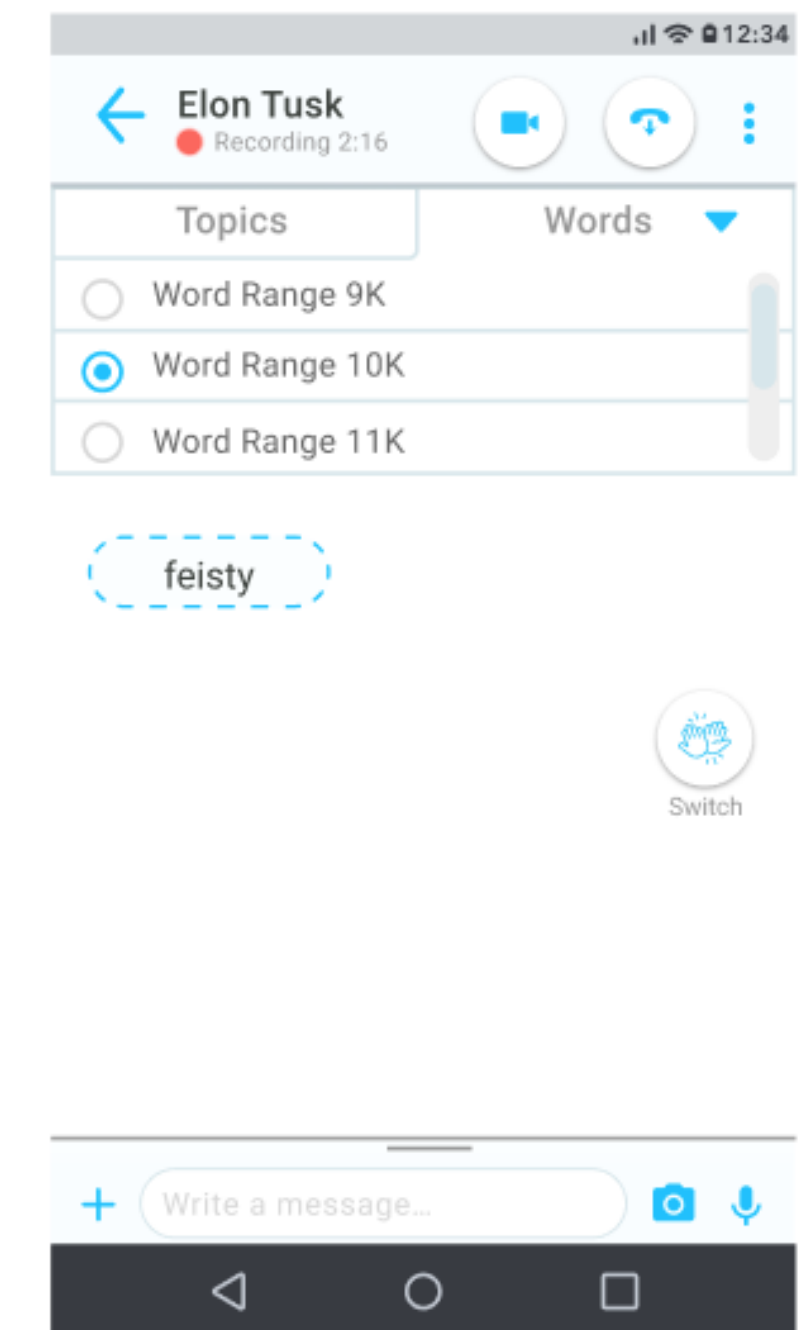 12:34
Elon Tusk
Recording 2:16
Topics
Words
Word Range 9K
Word Range 10K
Word Range 11K
feisty
Switch
Write a message…